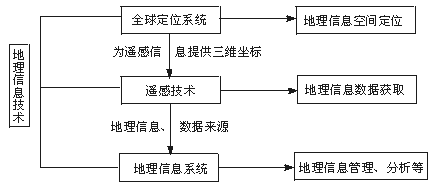 全球定位系统
地理信息空间定位
为遥感信 息提供三维坐标
地理信息技术
遥感技术
地理信息数据获取
地理信息、 数据来源
地理信息系统
地理信息管理、分析等